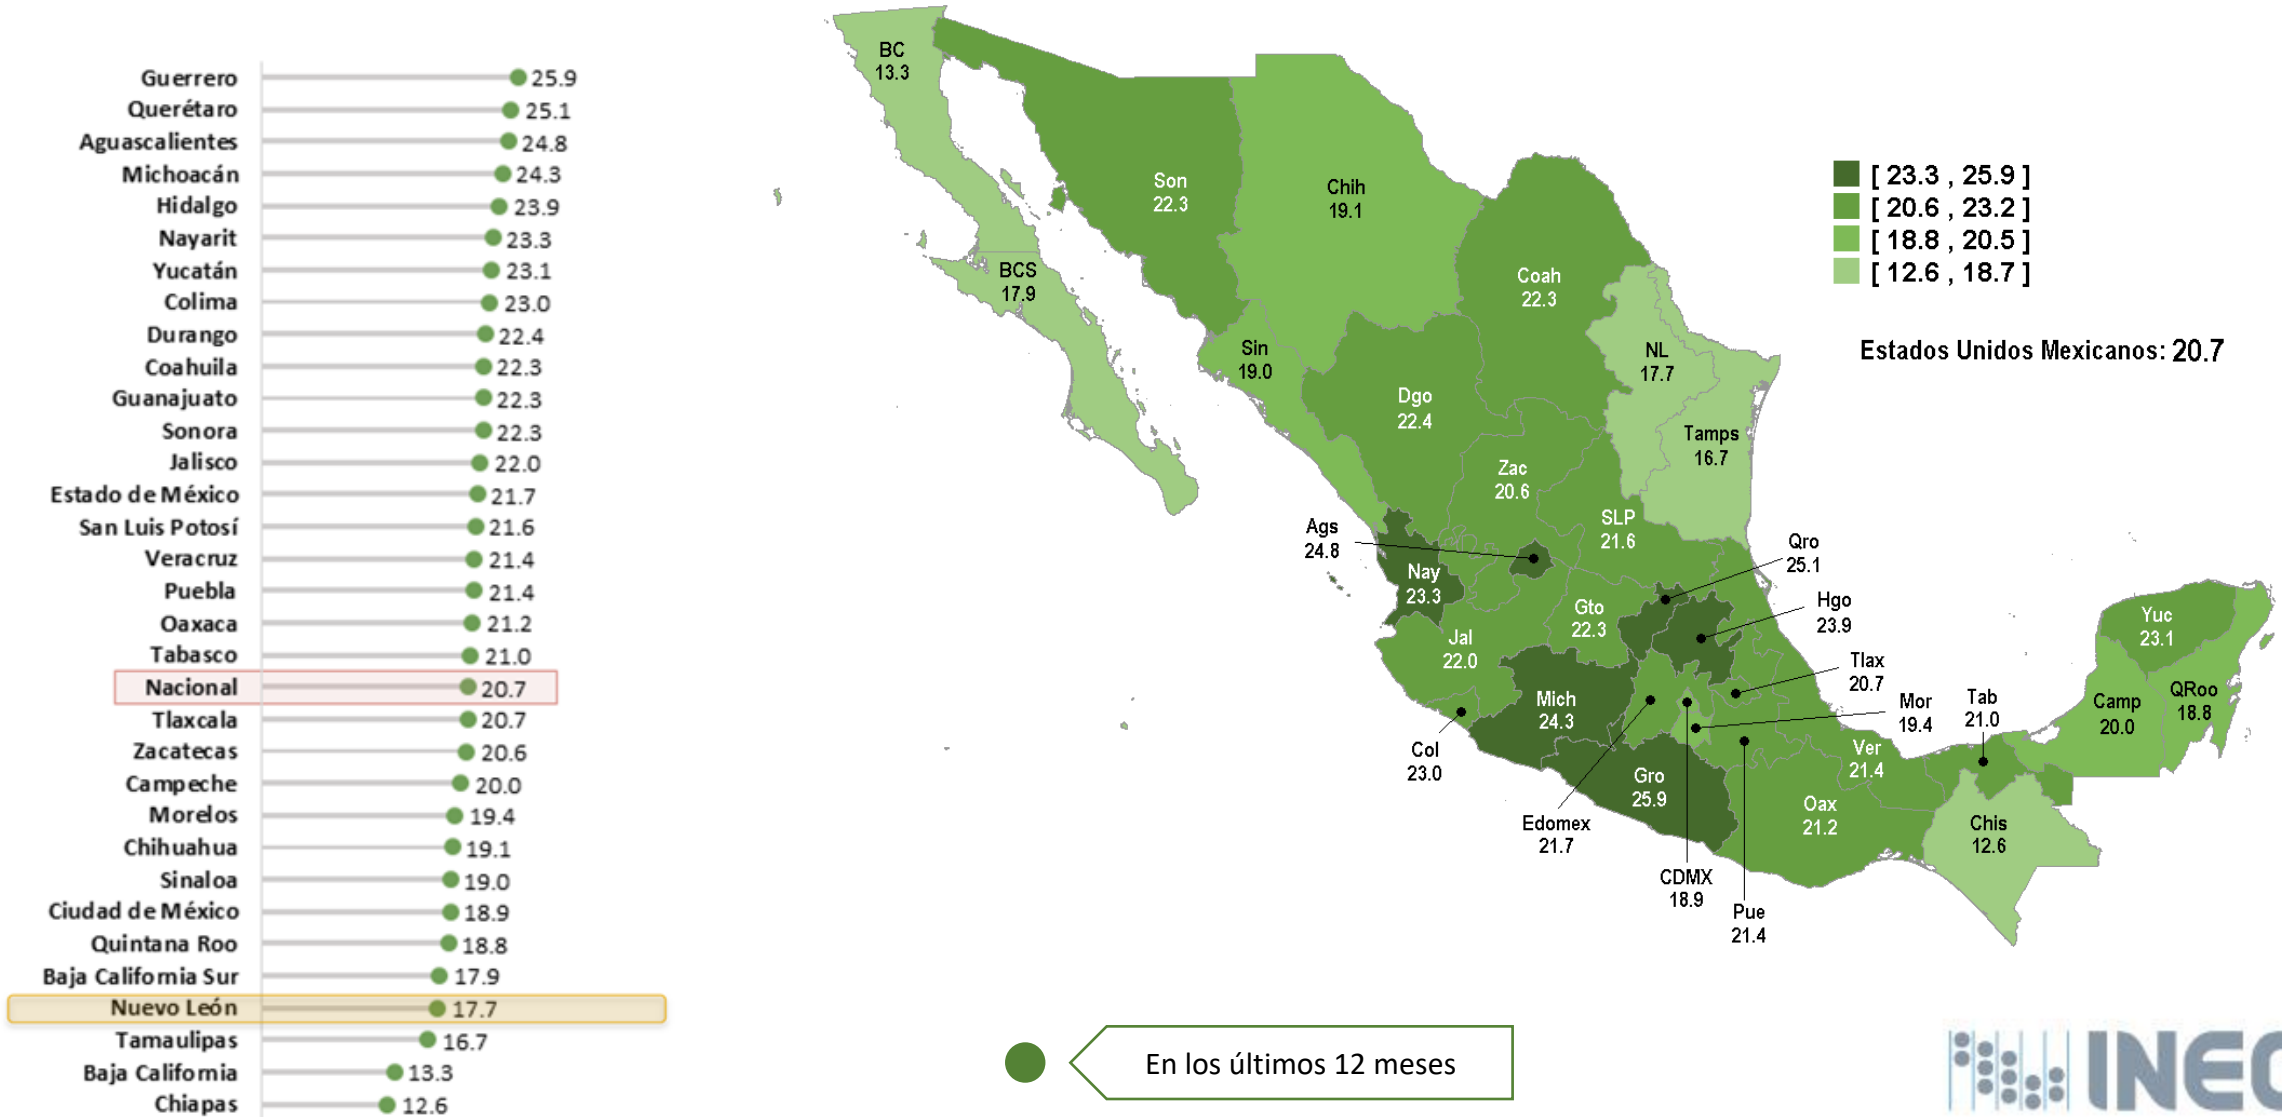 Guerrero 25.9
Querétaro 25.1
Aguascalientes 24.8
Michoacán 24.3
Hidalgo 23.9
Nayarit 23.3
Yucatán 23.1
Colima 23.0
Durango 22.4
Coahuila 22.3
Guanajuato 22.3
Sonora 22.3
Jalisco 22.0
Estado de México 21.7
San Luis Potosí 21.6
Veracruz 21.4
Puebla 21.4
Oaxaca 21.2
Tabasco 21.0
Nacional 20.7
Tlaxcala 20.7
Zacatecas 20.6
Campeche 20.0
Morelos 19.4
Chihuahua 19.1
Sinaloa 19.0
Ciudad de México 18.9
Quintana Roo 18.8
Baja California Sur 17.9
Nuevo León 17.7
Tamaulipas 16.7
Baja California 13.3
Chiapas 12.6
BC
13.3
Son
22.3
Chih
19.1
BCS
17.9
Coah
22.3
Sin
19.0
NL
17.7
Dgo
22.4
Tamps
16.7
Zac
20.6
SLP
21.6
Ags
24.8
Nay
23.3
Qro
25.1
Hgo
23.9
Gto
22.3
Jal
22.0
Tlax
20.7
Mich
24.3
Mor
19.4
Tab
21.0
Col
23.0
Yuc
23.1
Camp
20.0
QRoo
18.8
Ver
21.4
Gro
25.9
Oax
21.2
Edomex
21.7
Chis
12.6
CDMX
18.9
Pue
21.4
[ 23.3 , 25.9 ]
[ 20.6 , 23.2 ]
[ 18.8 , 20.5 ]
[ 12.6 , 18.7 ]
Estados Unidos Mexicanos: 20.7
En los últimos 12 meses